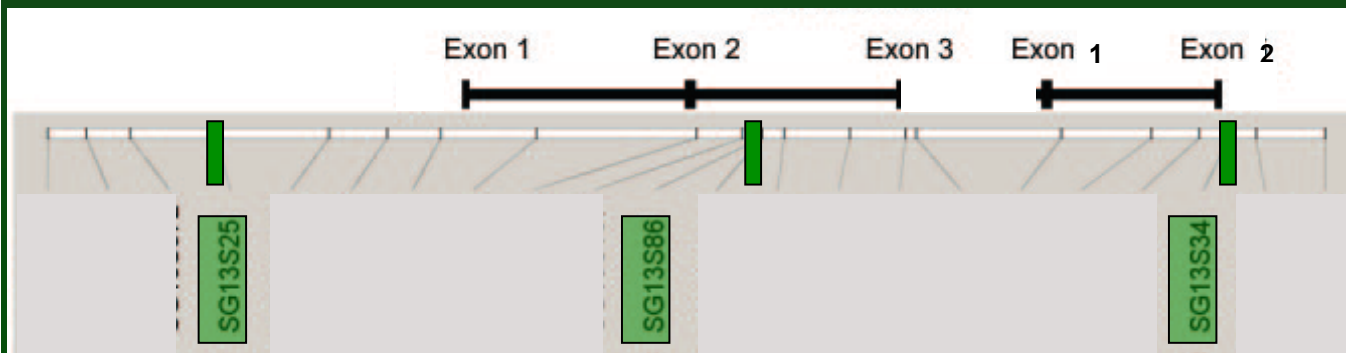 Exon 1 Exon 2 Exon 3 Exon 1 Exon 2
SG13S25 SG13S86 SG13S34